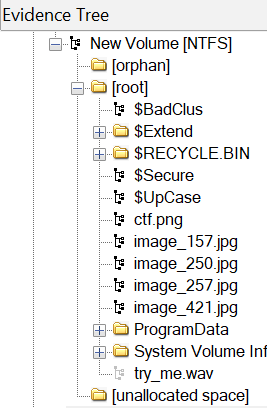 Evidence Tree
New Volume [NTFS]
[orphan]
[root]
$BadClus
$Extend
$RECYCLE.BIN
$Secure
$UpCase
ctf.png
image_157.jpg
image_250.jpg
image_257.jpg
image_421.jpg
ProgramData
System Volume Inf
try_me.wav
[unallocated space]